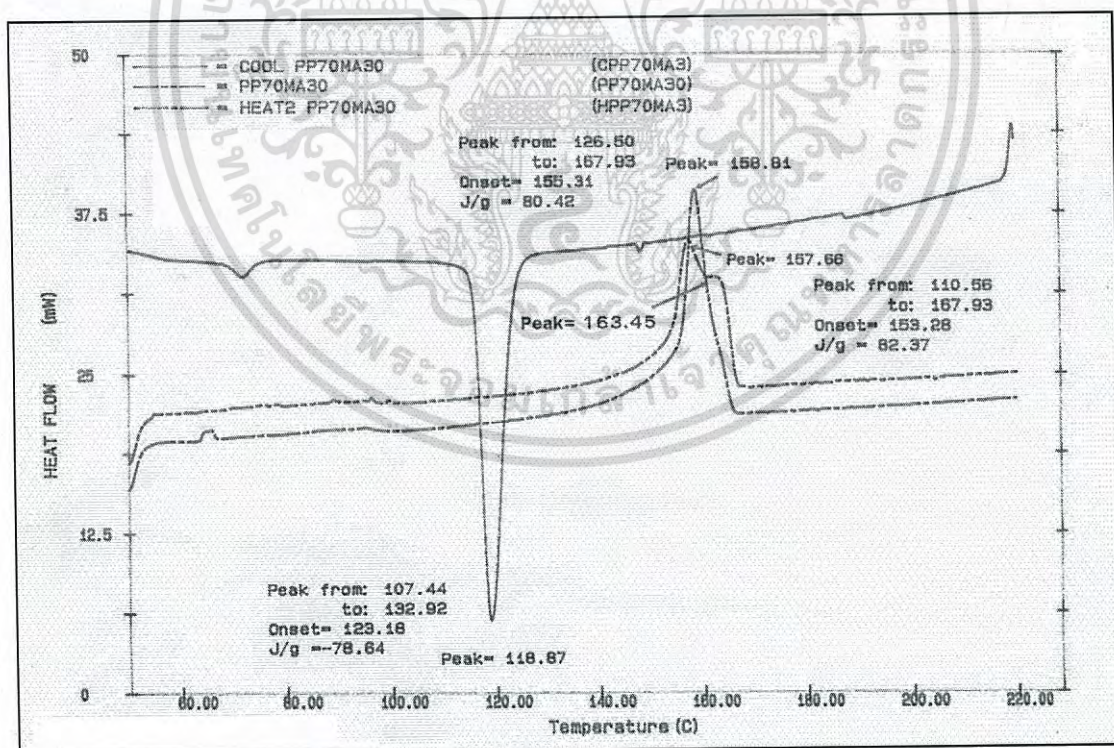 50
COOL PP70MA30 (CPP70MA3)
PP70MA30 (PP70MA30)
HEAT2 PP70MA30 (HPP70MA3)
Peak from: 126.50
to: 167.93
Onset= 155.31
J/g = 80.42
Peak= 158.81
37.5
Peak= 157.66
Peak from: 110.56
to: 167.93
Onset= 153.28
J/g = 82.37
Peak= 163.45
25
HEAT FLOW (mW)
12.5
Peak from: 107.44
to: 132.92
Onset= 123.18
J/g =-78.64
Peak= 118.87
0
60.00 80.00 100.00 120.00 140.00 160.00 180.00 200.00 220.00
Temperature (C)